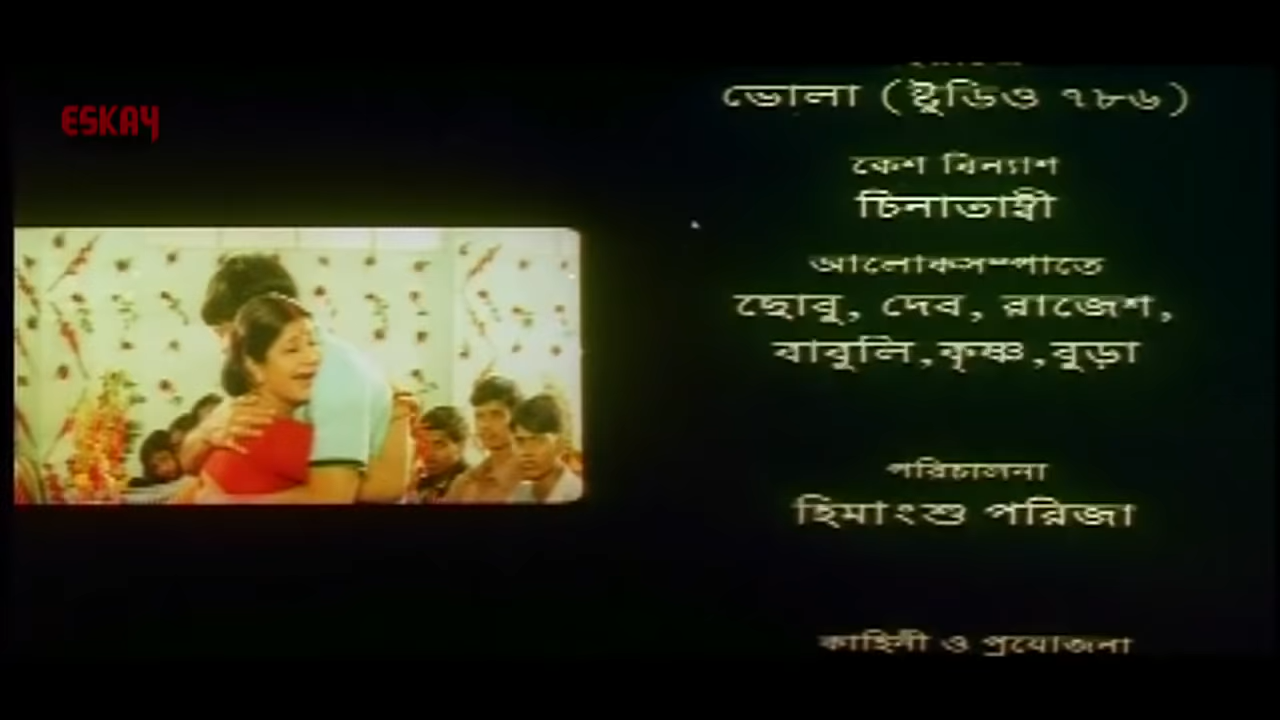 ESKAY
ভোলা (ষ্টুডিও ৭৮৬)
কেশ বিন্যাশ
চিনাতাম্বী
আলোকসম্পাতে
ছোবু, দেব, রাজেশ,
বাবুলি,কৃষ্ণ,বুড়া
পরিচালনা
হিমাংশু পরিজা
কাহিনী ও প্রযোজনা